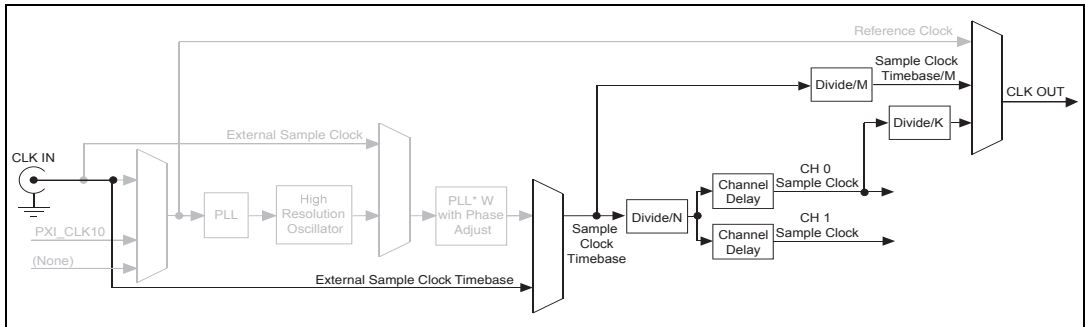 Reference Clock
Sample Clock
Timebase/M
Divide/M
CLK OUT
Divide/K
External Sample Clock
CLK IN
CH 0
Sample Clock
Channel
Delay
PLL
High
Resolution
Oscillator
PLL* W
with Phase
Adjust
Divide/N
PXI_CLK10
Sample
Clock
Timebase
CH 1
Sample Clock
Channel
Delay
(None)
External Sample Clock Timebase